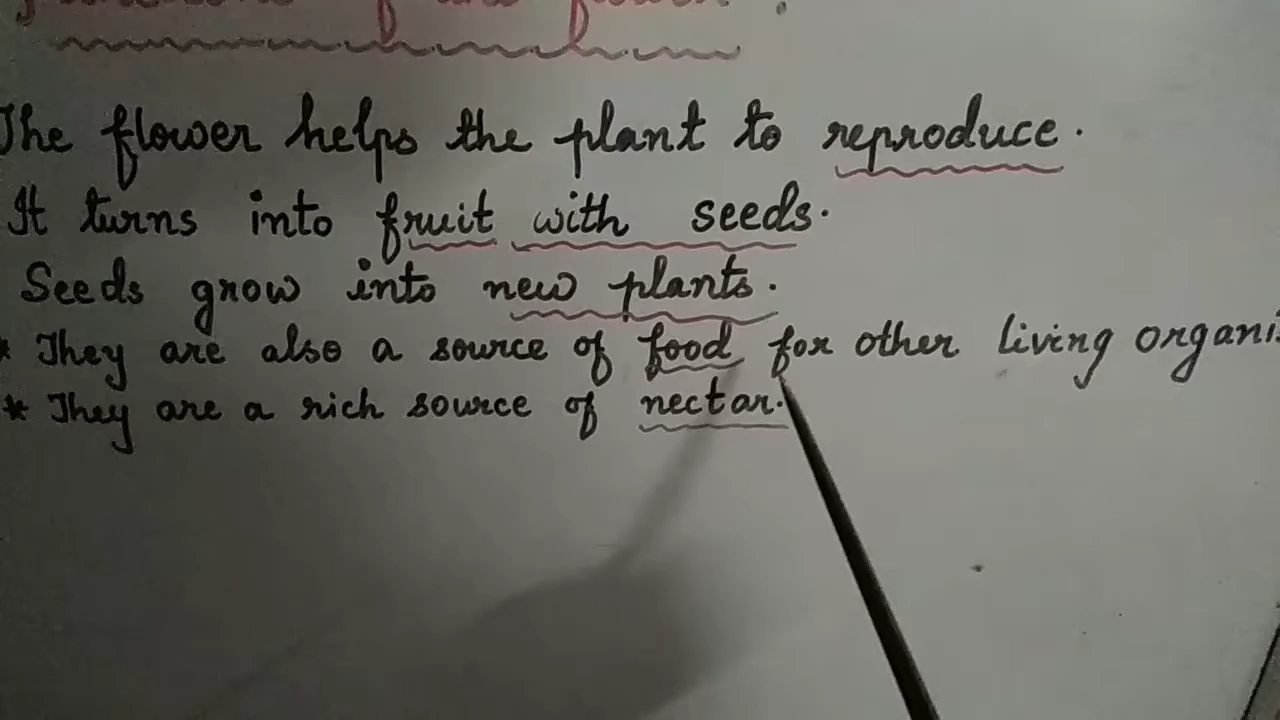 The flower helps the plant to reproduce.
It turns into fruit with seeds.
Seeds grow into new plants.
* They are also a source of food for other living organi
* They are a rich source of nectar.